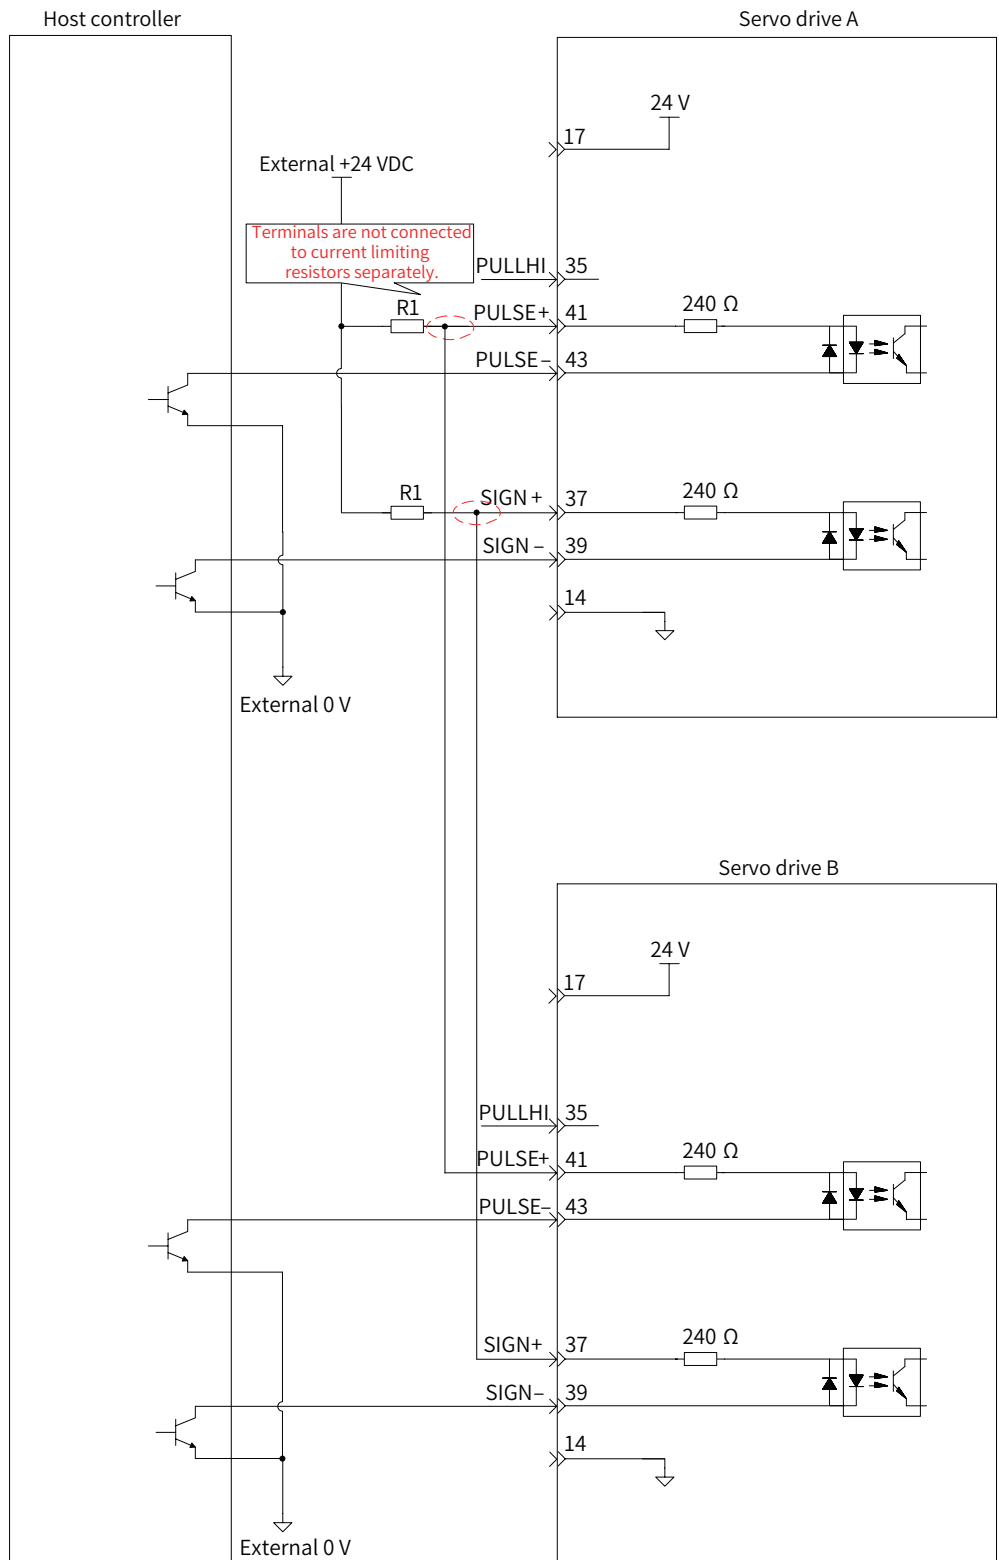 Host controller
Servo drive A
24 V
17
External +24 VDC
Terminals are not connected
to current limiting
resistors separately.
PULLHI 35
R1
PULSE+ 41
240 Ω
PULSE– 43
R1
SIGN + 37
240 Ω
SIGN – 39
14
External 0 V
Servo drive B
24 V
17
PULLHI 35
PULSE+ 41
240 Ω
PULSE– 43
SIGN+ 37
240 Ω
SIGN– 39
14
External 0 V